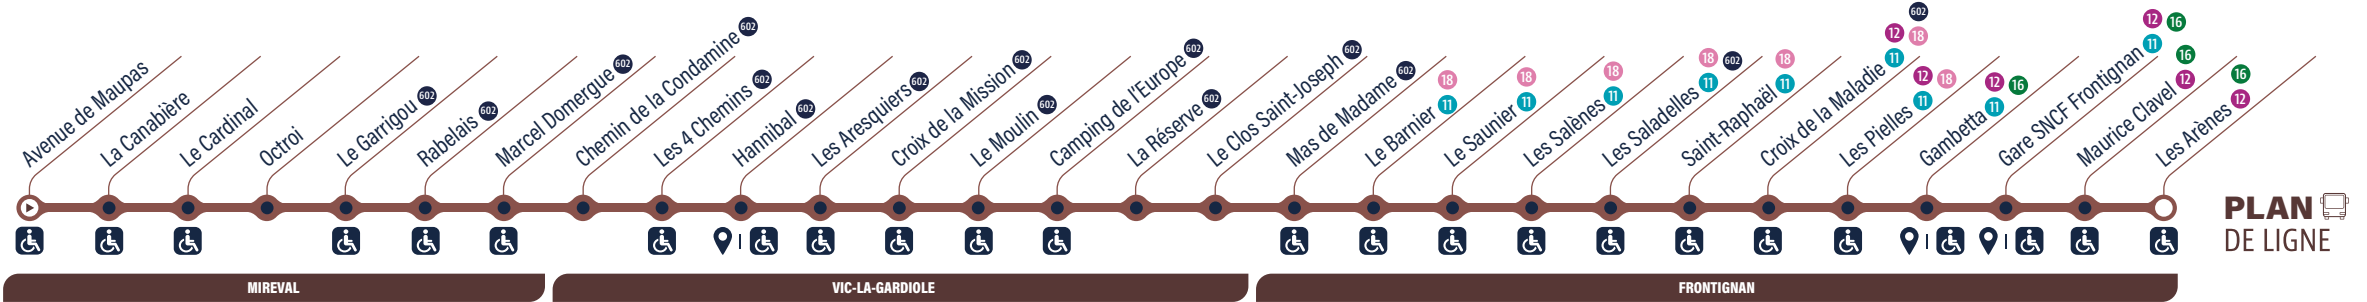 Avenue de Maupas
La Canabière
Le Cardinal
Octroi
Le Garrigou 602
Rabelais 602
Marcel Domergue 602
Chemin de la Condamine 602
Les 4 Chemins 602
Hannibal 602
Les Aresquiers 602
Croix de la Mission 602
Le Moulin 602
Camping de l'Europe 602
La Réserve 602
Le Clos Saint-Joseph 602
Mas de Madame 602
Le Barnier 11 18
Le Saunier 11 18
Les Salènes 11 18
Les Saladelles 11 18 602
Saint-Raphaël 11 18
Croix de la Maladie 11 12 18 602
Les Pielles 11 12 18
Gambetta 11 12 16
Gare SNCF Frontignan 11 12 16
Maurice Clavel 12 16
Les Arènes 12 16
PLAN
DE LIGNE
MIREVAL
VIC-LA-GARDIOLE
FRONTIGNAN